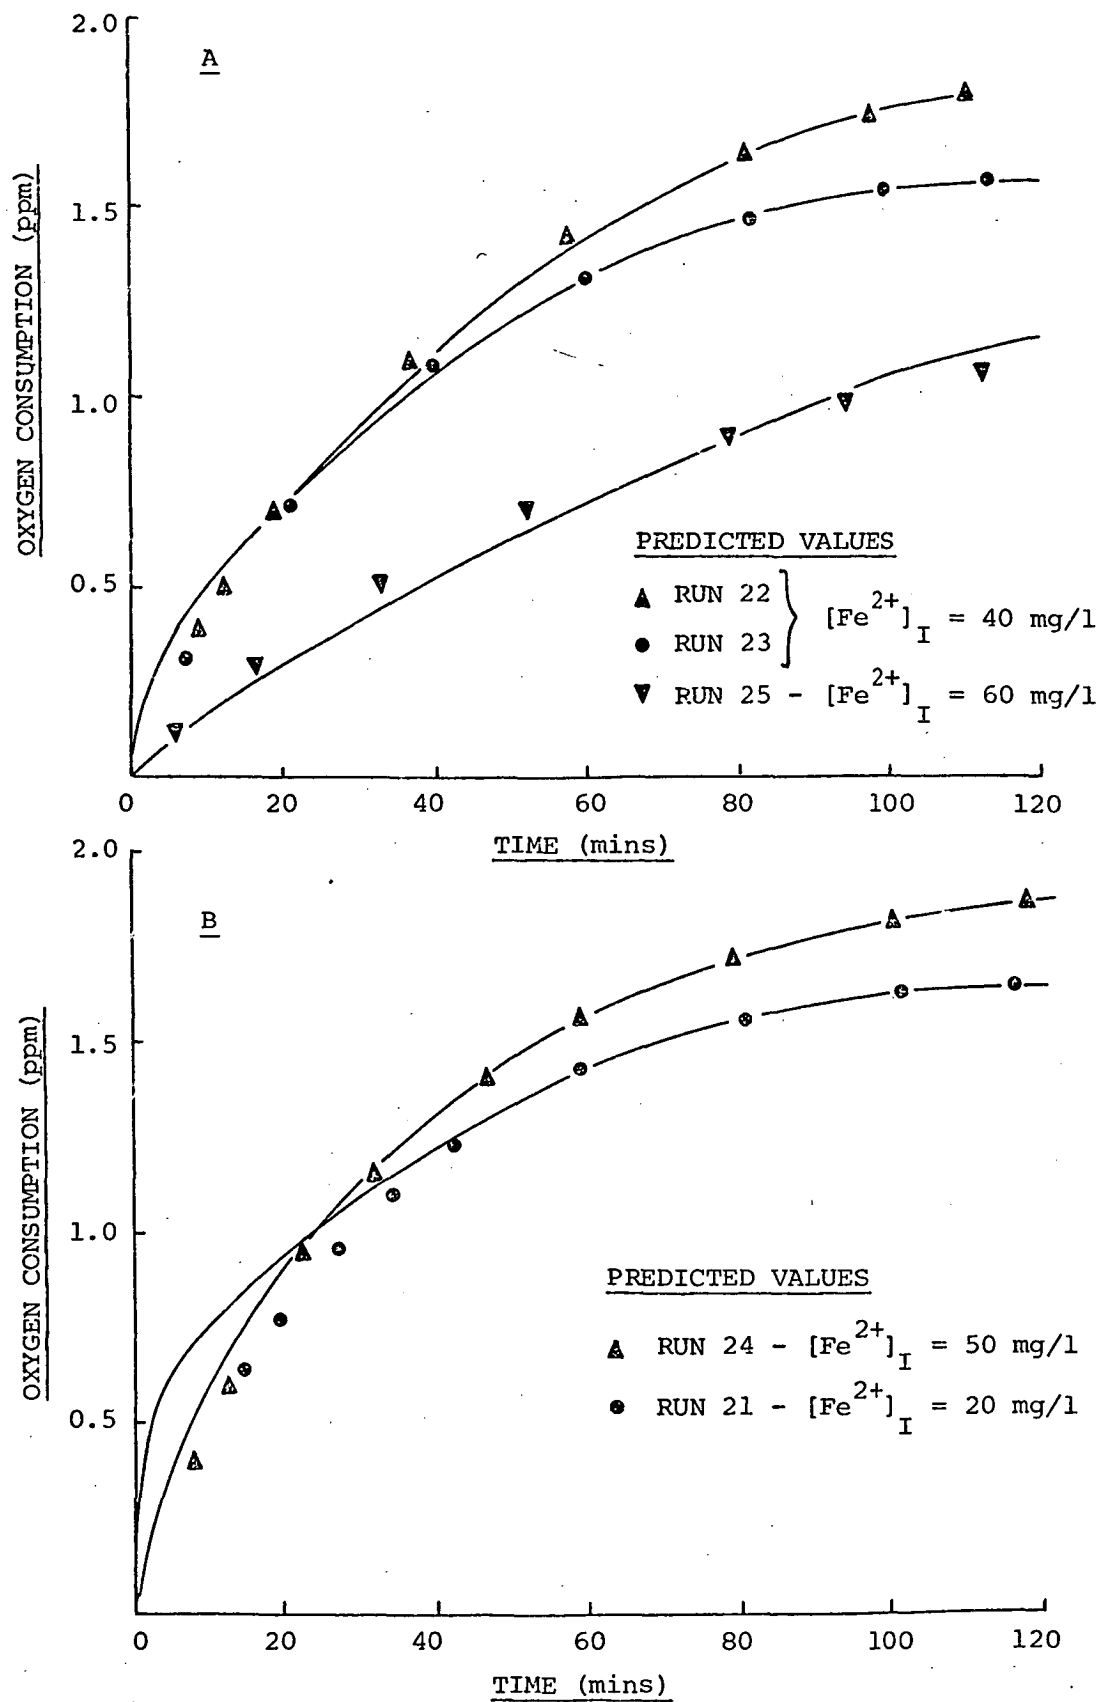 A
2.0
1.5
1.0
0.5
OXYGEN CONSUMPTION (ppm)
PREDICTED VALUES
RUN 22
RUN 23
[Fe2+]I = 40 mg/l
RUN 25 - [Fe2+]I = 60 mg/l
0 20 40 60 80 100 120
TIME (mins)
B
2.0
1.5
1.0
0.5
OXYGEN CONSUMPTION (ppm)
PREDICTED VALUES
RUN 24 - [Fe2+]I = 50 mg/l
RUN 21 - [Fe2+]I = 20 mg/l
0 20 40 60 80 100 120
TIME (mins)